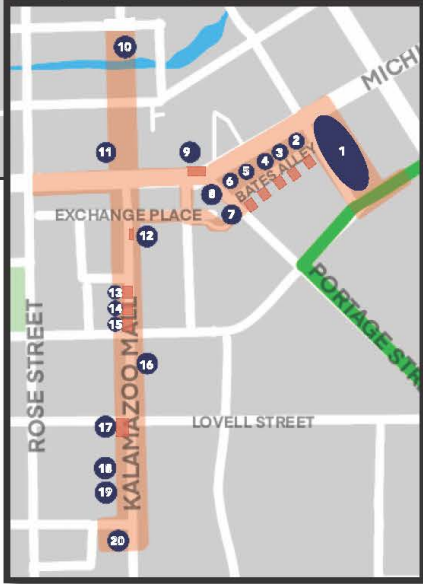 10
MICHI
11
9
2
3
4
5
6
8
7
1
BATES ALLEY
EXCHANGE PLACE
12
13
14
15
16
PORTAGE STR
ROSE STREET
KALAMAZOO MALL
17
LOVELL STREET
18
19
20